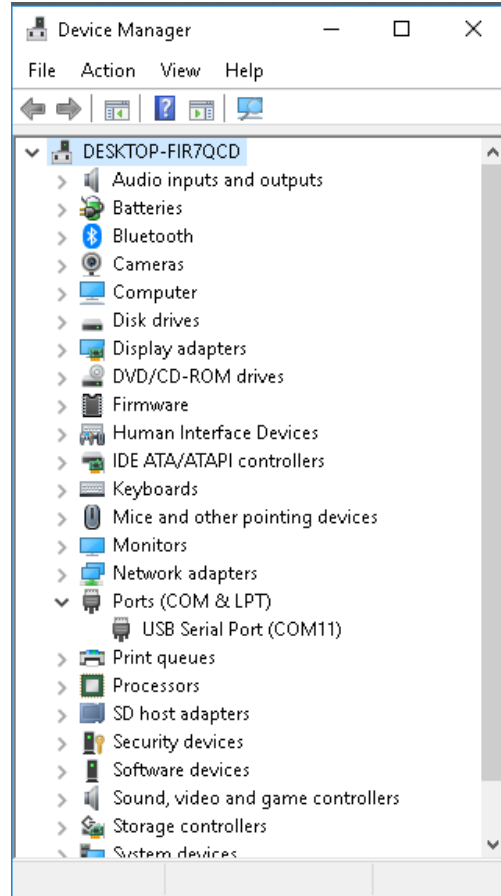 Device Manager
File Action View Help
DESKTOP-FIR7QCD
Audio inputs and outputs
Batteries
Bluetooth
Cameras
Computer
Disk drives
Display adapters
DVD/CD-ROM drives
Firmware
Human Interface Devices
IDE ATA/ATAPI controllers
Keyboards
Mice and other pointing devices
Monitors
Network adapters
Ports (COM & LPT)
USB Serial Port (COM11)
Print queues
Processors
SD host adapters
Security devices
Software devices
Sound, video and game controllers
Storage controllers
System devices